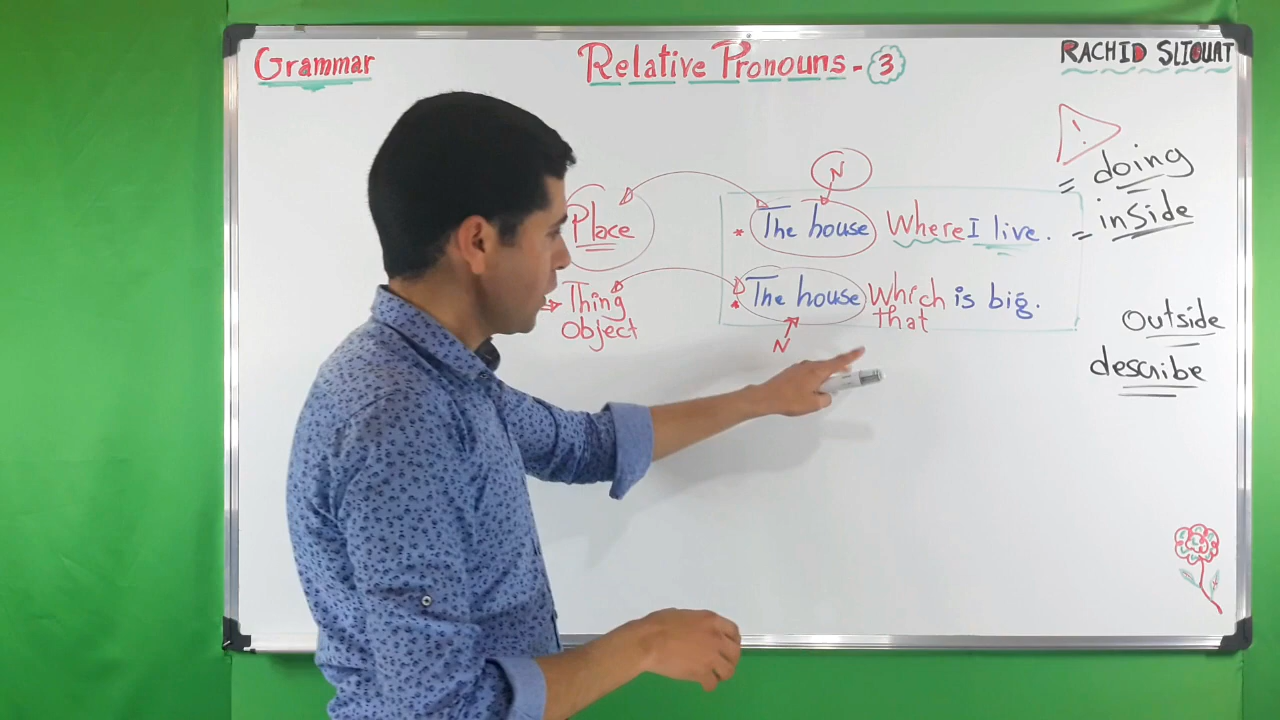 Grammar
Relative Pronouns - 3
RACHID SLIOUAT
!
N
= doing
Place
* The house Where I live.
= inside
Thing
* The house Which is big.
Object
that
N
Outside
describe